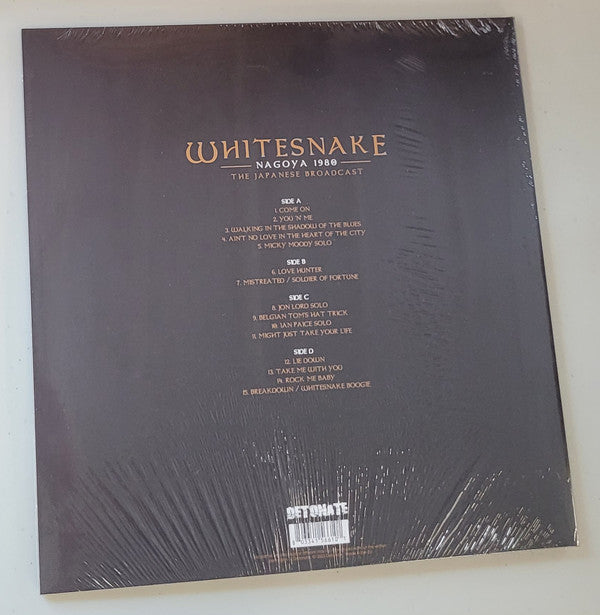 WHITESNAKE
NAGOYA 1980
THE JAPANESE BROADCAST
SIDE A
1. COME ON
2. YOU 'N' ME
3. WALKING IN THE SHADOW OF THE BLUES
4. AIN'T NO LOVE IN THE HEART OF THE CITY
5. MICKY MOODY SOLO
SIDE B
6. LOVE HUNTER
7. MISTREATED / SOLDIER OF FORTUNE
SIDE C
8. JON LORD SOLO
9. BELGIAN TOM'S HAT TRICK
10. IAN PAICE SOLO
11. MIGHT JUST TAKE YOUR LIFE
SIDE D
12. LIE DOWN
13. TAKE ME WITH YOU
14. ROCK ME BABY
15. BREAKDOWN / WHITESNAKE BOOGIE
DETONATE